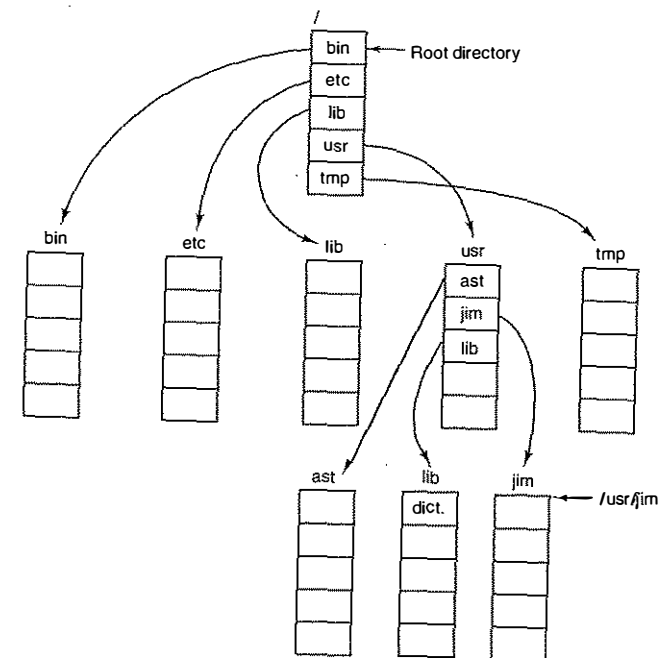 /
bin
Root directory
etc
lib
usr
tmp
bin
etc
lib
usr
tmp
ast
jim
lib
ast
lib
jim
dict.
/usr/jim